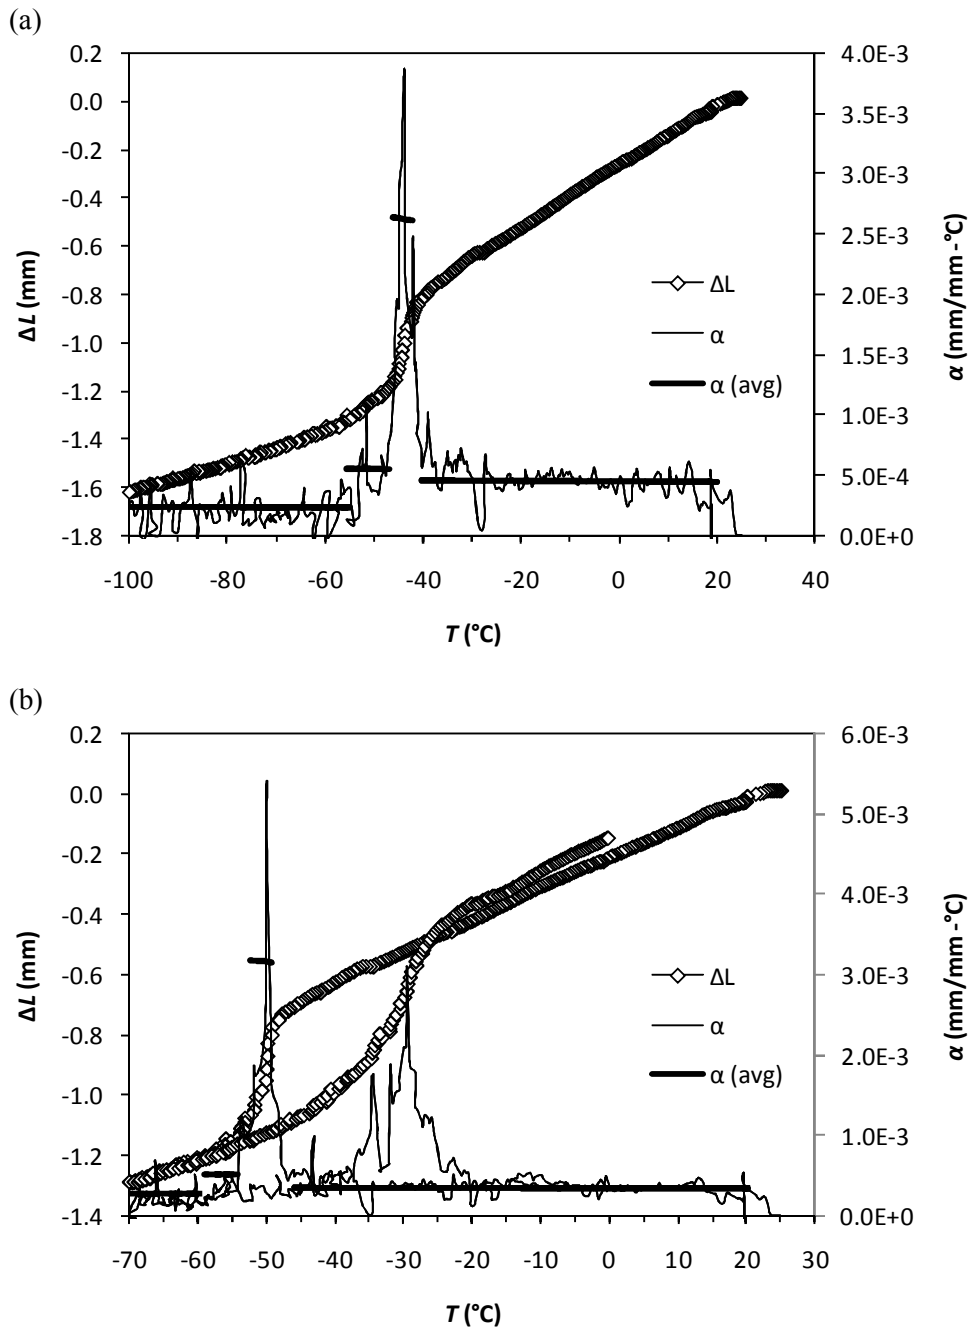 (a)
0.2
0.0
-0.2
-0.4
-0.6
-0.8
-1.0
-1.2
-1.4
-1.6
-1.8
ΔL (mm)
4.0E-3
3.5E-3
3.0E-3
2.5E-3
2.0E-3
1.5E-3
1.0E-3
5.0E-4
0.0E+0
α (mm/mm-°C)
ΔL
α
α (avg)
-100 -80 -60 -40 -20 0 20 40
T (°C)
(b)
0.2
0.0
-0.2
-0.4
-0.6
-0.8
-1.0
-1.2
-1.4
ΔL (mm)
6.0E-3
5.0E-3
4.0E-3
3.0E-3
2.0E-3
1.0E-3
0.0E+0
α (mm/mm-°C)
ΔL
α
α (avg)
-70 -60 -50 -40 -30 -20 -10 0 10 20 30
T (°C)